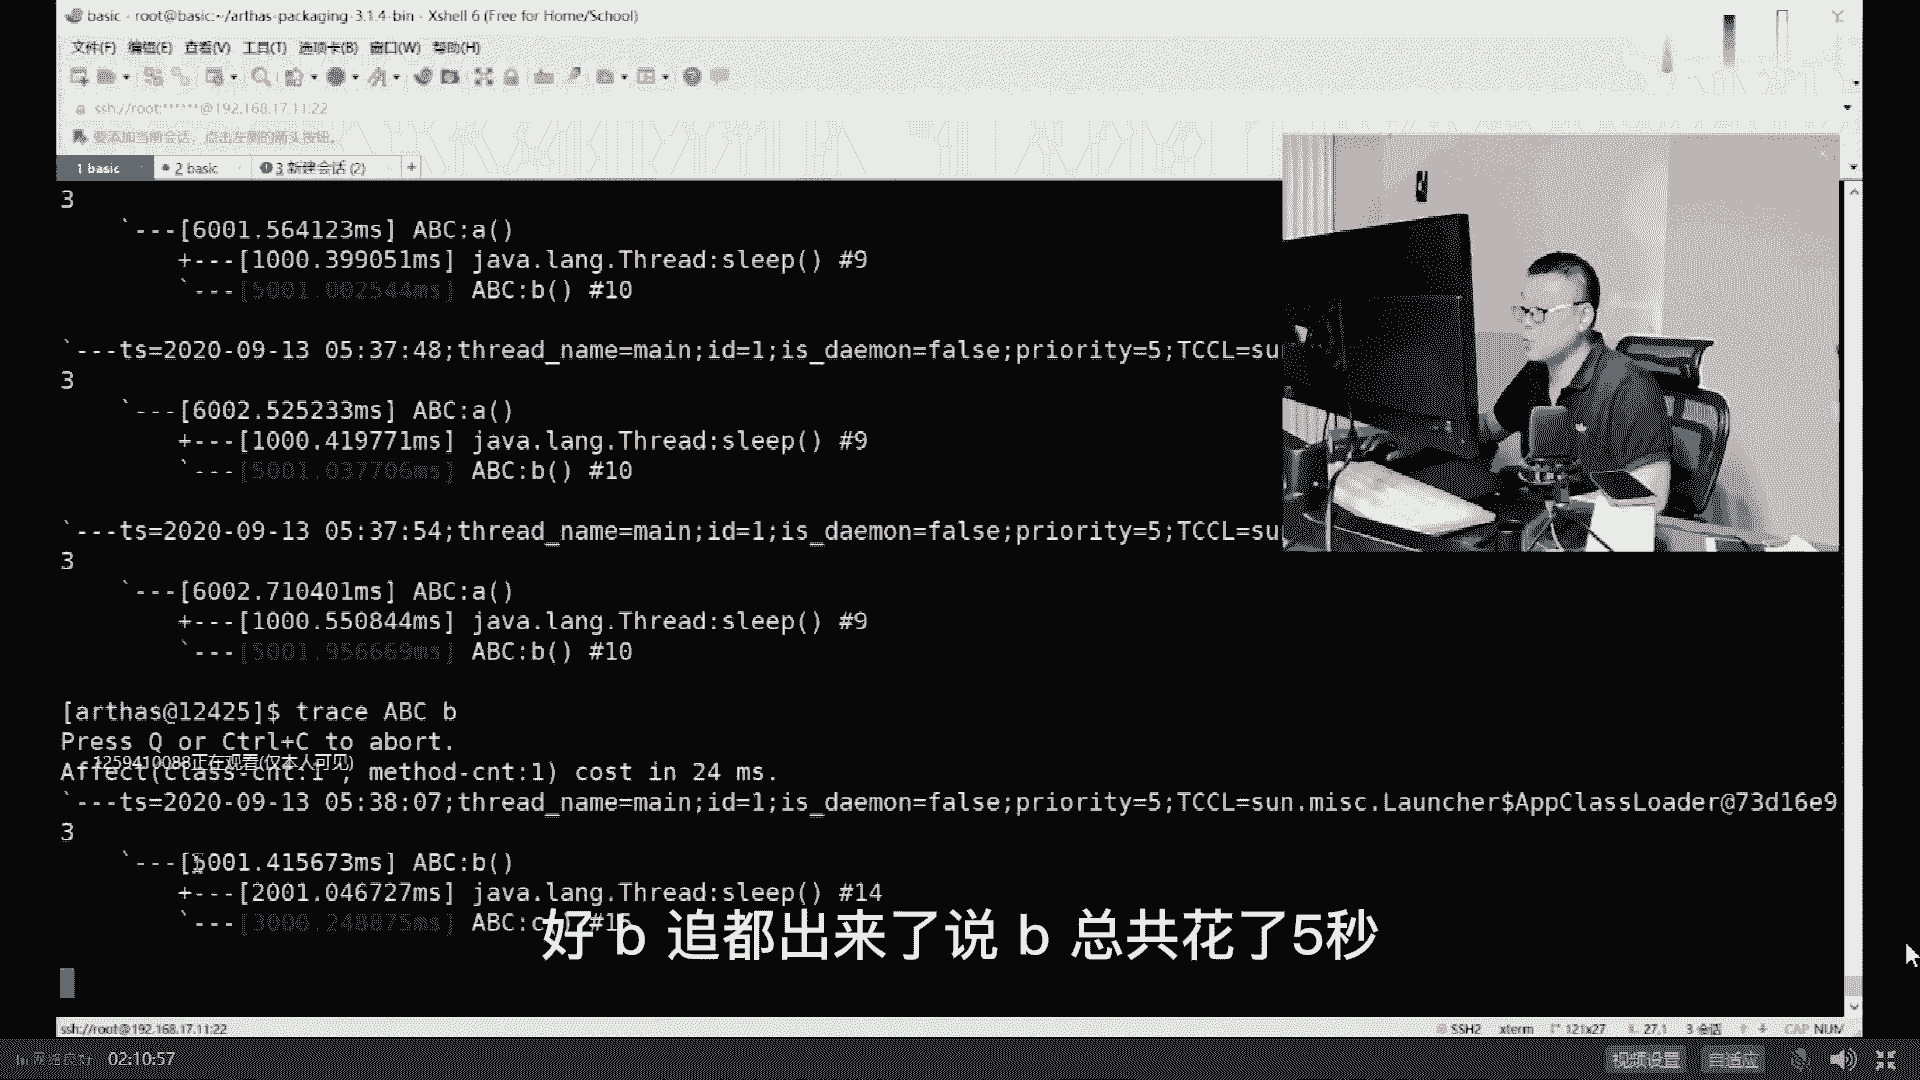 basic - root@basic:~/arthas-packaging-3.1.4-bin - Xshell 6 (Free for Home/School)
文件(F) 编辑(E) 查看(V) 工具(T) 选项卡(B) 窗口(W) 帮助(H)
ssh://root:******@192.168.17.11:22
要添加当前会话，点击左侧的箭头按钮。
1 basic 2 basic 3 新建会话 (2) +
3
`---[6001.564123ms] ABC:a()
+---[1000.399051ms] java.lang.Thread:sleep() #9
`---[5001.002544ms] ABC:b() #10
`---ts=2020-09-13 05:37:48;thread_name=main;id=1;is_daemon=false;priority=5;TCCL=sun
3
`---[6002.525233ms] ABC:a()
+---[1000.419771ms] java.lang.Thread:sleep() #9
`---[5001.037706ms] ABC:b() #10
`---ts=2020-09-13 05:37:54;thread_name=main;id=1;is_daemon=false;priority=5;TCCL=sun
3
`---[6002.710401ms] ABC:a()
+---[1000.550844ms] java.lang.Thread:sleep() #9
`---[5001.956669ms] ABC:b() #10
[arthas@12425]$ trace ABC b
Press Q or Ctrl+C to abort.
1259410088正在观看(仅本人可见)
Affect(class-cnt:1 , method-cnt:1) cost in 24 ms.
`---ts=2020-09-13 05:38:07;thread_name=main;id=1;is_daemon=false;priority=5;TCCL=sun.misc.Launcher$AppClassLoader@73d16e9
3
`---[5001.415673ms] ABC:b()
+---[2001.046727ms] java.lang.Thread:sleep() #14
`---[3000.248875ms] ABC:c
好 b 追都出来了说 b 总共花了5秒
ssh://root@192.168.17.11:22 SSH2 xterm 121x27 27,1 3 会话 CAP NUM
网络良好 02:10:57 视频设置 自适应